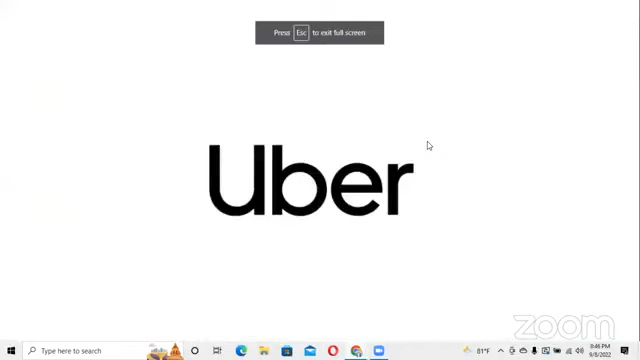 Press Esc to exit full screen
Uber
zoom
Type here to search
81°F
8:46 PM
9/8/2022